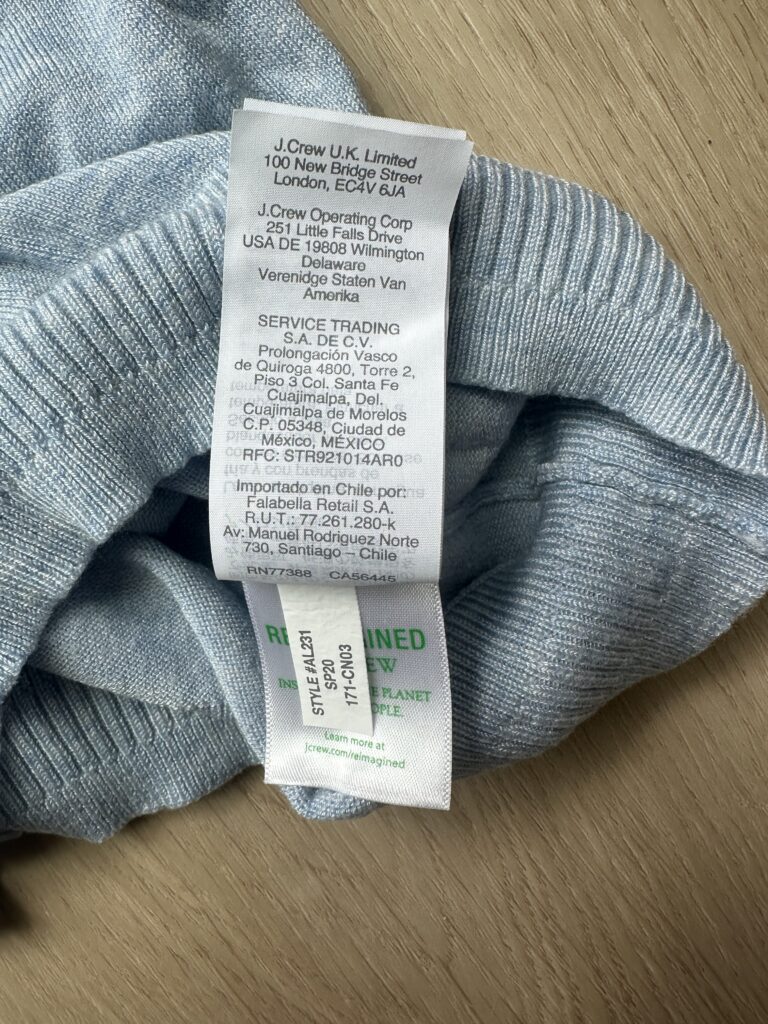 J.Crew U.K. Limited
100 New Bridge Street
London, EC4V 6JA
J.Crew Operating Corp
251 Little Falls Drive
USA DE 19808 Wilmington
Delaware
Verenidge Staten Van
Amerika
SERVICE TRADING
S.A. DE C.V.
Prolongación Vasco
de Quiroga 4800, Torre 2,
Piso 3 Col. Santa Fe
Cuajimalpa, Del.
Cuajimalpa de Morelos
C.P. 05348, Ciudad de
México, MÉXICO
RFC: STR921014AR0
Importado en Chile por:
Falabella Retail S.A.
R.U.T.: 77.261.280-k
Av: Manuel Rodriguez Norte
730, Santiago – Chile
RN77388 CA56445
STYLE #AL231
SP20
171-CN03
PLANET
Learn more at
jcrew.com/reimagined